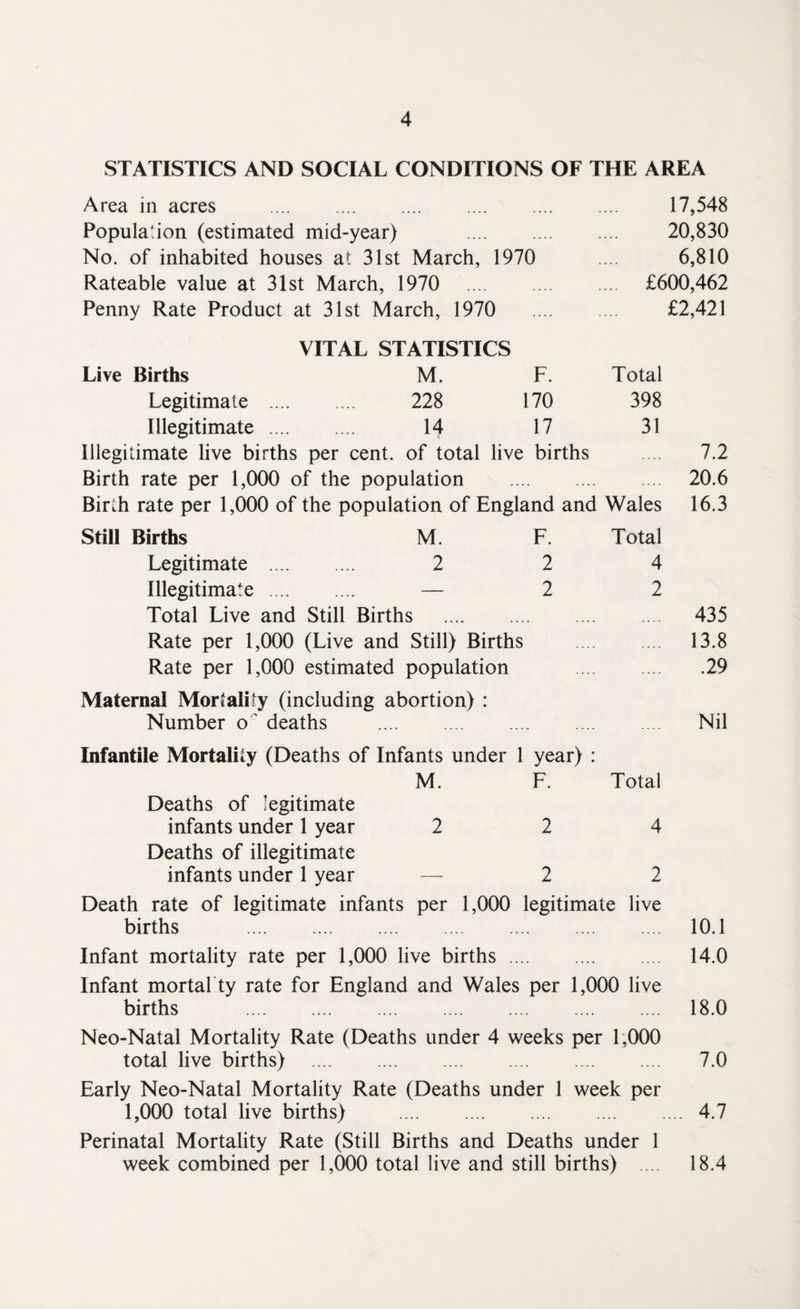 4
STATISTICS AND SOCIAL CONDITIONS OF THE AREA
Area in acres .... .... .... .... .... .... 17,548
Population (estimated mid-year) .... .... .... 20,830
No. of inhabited houses at 31st March, 1970 .... 6,810
Rateable value at 31st March, 1970 .... .... .... £600,462
Penny Rate Product at 31st March, 1970 .... .... £2,421
VITAL STATISTICS
Live Births M. F. Total
Legitimate .... .... 228 170 398
Illegitimate .... .... 14 17 31
Illegitimate live births per cent. of total live births .... 7.2
Birth rate per 1,000 of the population .... .... .... 20.6
Birth rate per 1,000 of the population of England and Wales 16.3
Still Births M. F. Total
Legitimate .... .... 2 2 4
Illegitimate .... .... — 2 2
Total Live and Still Births .... .... .... .... 435
Rate per 1,000 (Live and Still) Births .... .... 13.8
Rate per 1,000 estimated population .... .... .29
Maternal Mortality (including abortion) :
Number of deaths .... .... .... .... .... Nil
Infantile Mortality (Deaths of Infants under 1 year) :
M. F. Total
Deaths of legitimate
infants under 1 year 2 2 4
Deaths of illegitimate
infants under 1 year — 2 2
Death rate of legitimate infants per 1,000 legitimate live
births .... .... .... .... .... .... .... 10.1
Infant mortality rate per 1,000 live births .... .... .... 14.0
Infant mortal ty rate for England and Wales per 1,000 live
births .... .... .... .... .... .... .... 18.0
Neo-Natal Mortality Rate (Deaths under 4 weeks per 1,000
total live births) .... .... .... .... .... .... 7.0
Early Neo-Natal Mortality Rate (Deaths under 1 week per
1,000 total live births) .... .... .... .... .... 4.7
Perinatal Mortality Rate (Still Births and Deaths under 1
week combined per 1,000 total live and still births) .... 18.4